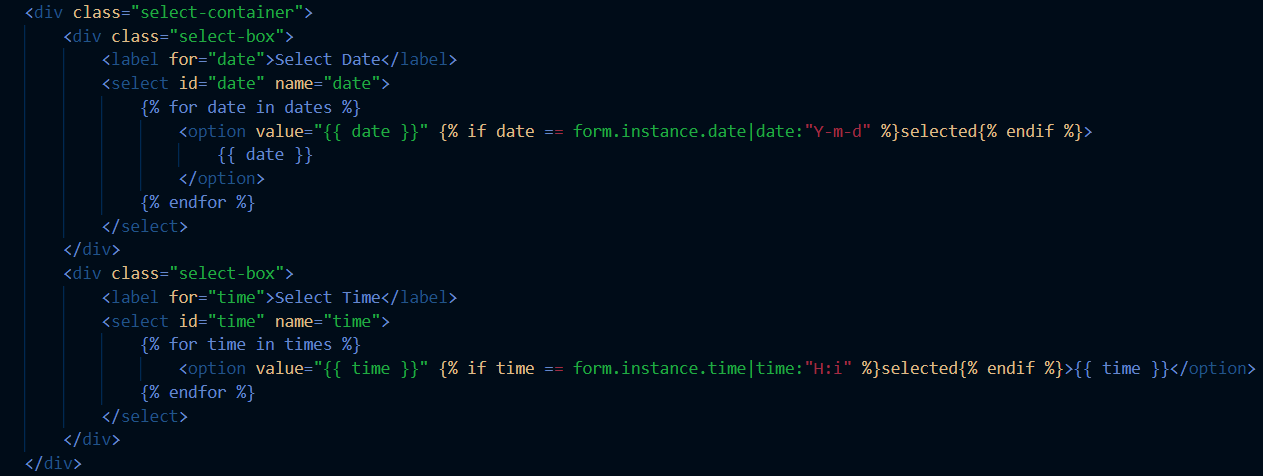 <div class="select-container">
    <div class="select-box">
        <label for="date">Select Date</label>
        <select id="date" name="date">
            {% for date in dates %}
                <option value="{{ date }}" {% if date == form.instance.date|date:"Y-m-d" %}selected{% endif %}>
                    {{ date }}
                </option>
            {% endfor %}
        </select>
    </div>
    <div class="select-box">
        <label for="time">Select Time</label>
        <select id="time" name="time">
            {% for time in times %}
                <option value="{{ time }}" {% if time == form.instance.time|time:"H:i" %}selected{% endif %}>{{ time }}</option>
            {% endfor %}
        </select>
    </div>
</div>